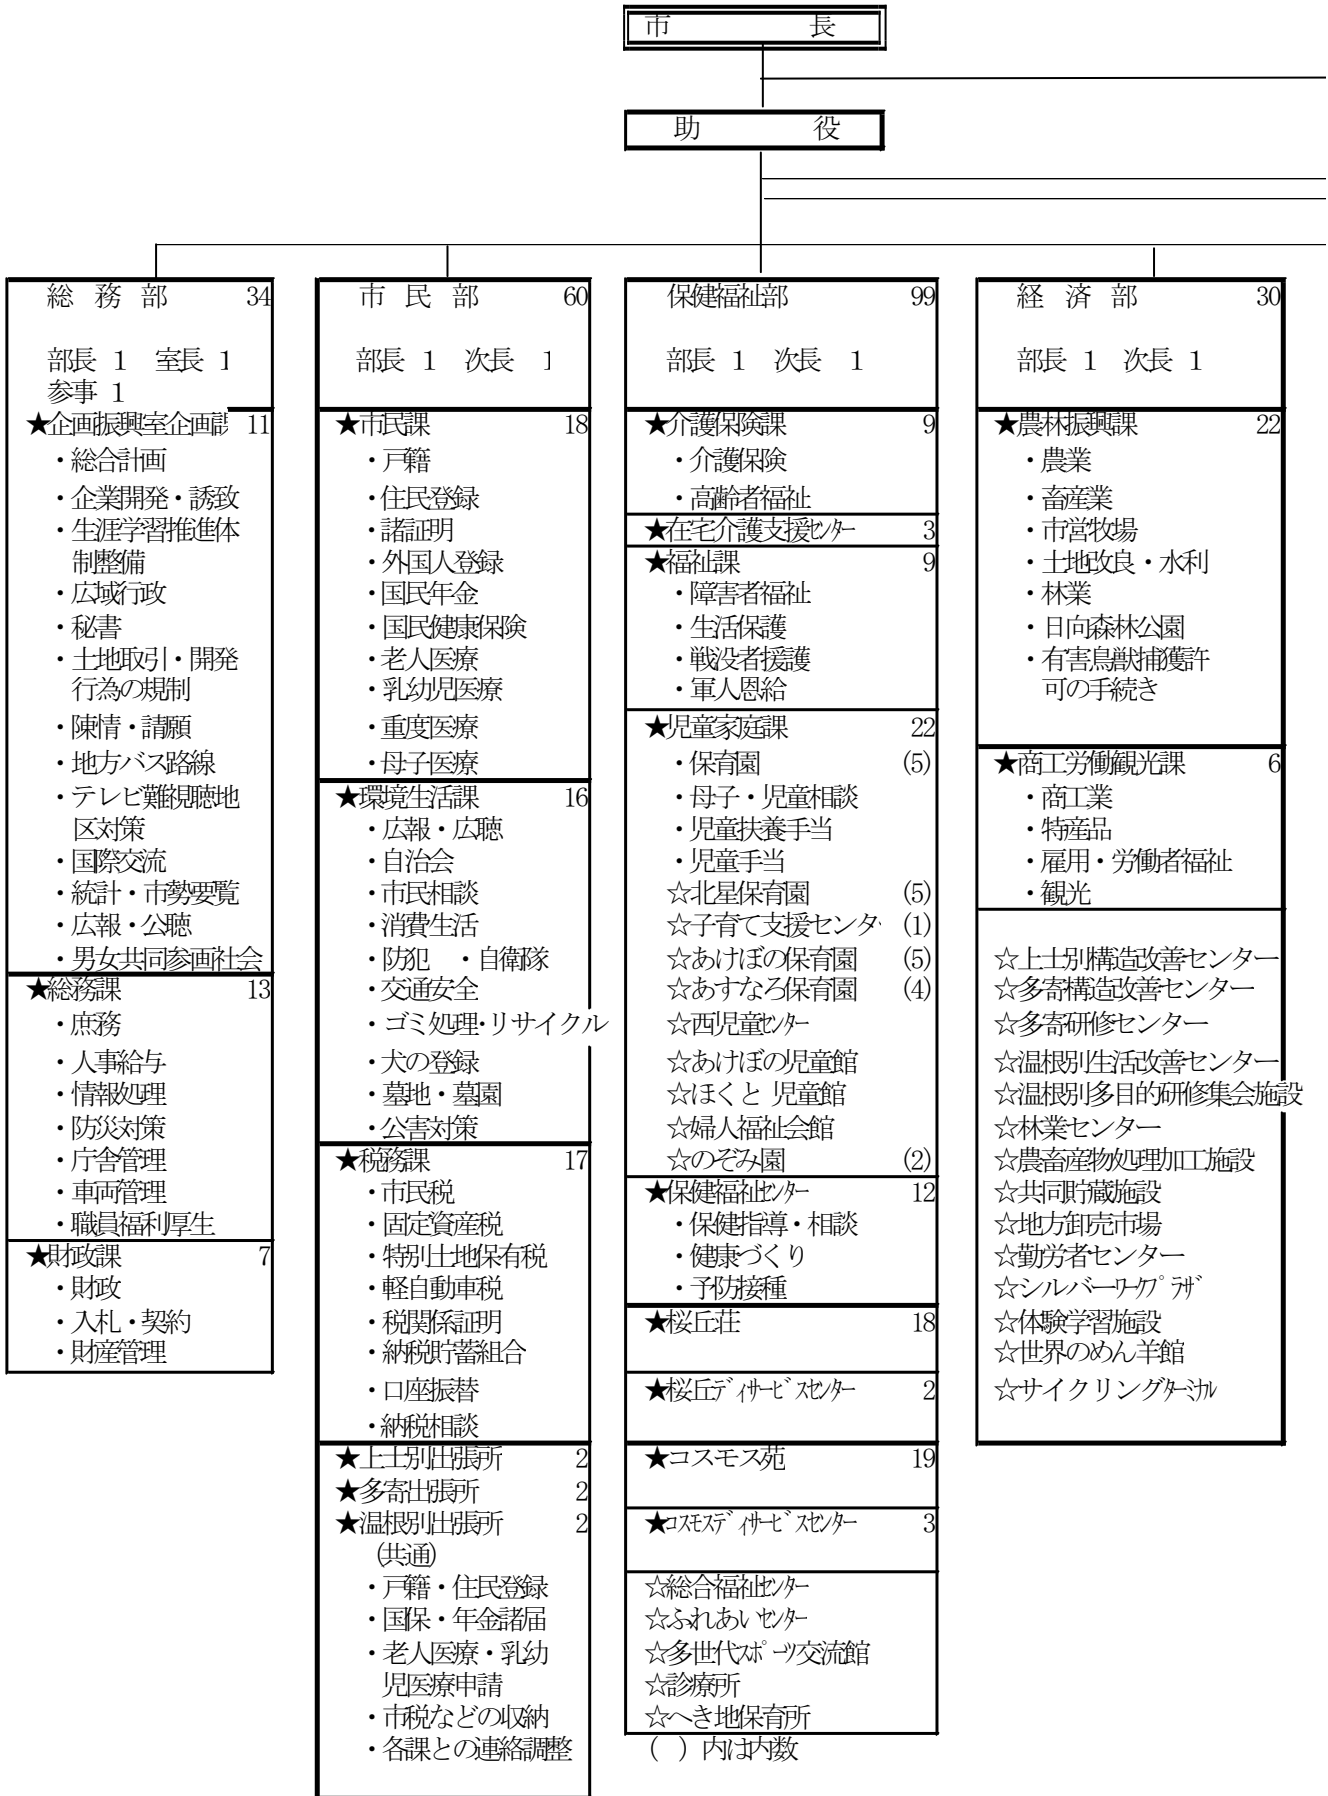 市　　　　　　長
助　　　　　役
総　務　部　　　34
部長 1　室長 1
参事 1
★企画振興室企画課 11
・総合計画
・企業開発・誘致
・生涯学習推進体
制整備
・広域行政
・秘書
・土地取引・開発
行為の規制
・陳情・請願
・地方バス路線
・テレビ難視聴地
区対策
・国際交流
・統計・市勢要覧
・広報・公聴
・男女共同参画社会
★総務課　13
・庶務
・人事給与
・情報処理
・防災対策
・庁舎管理
・車両管理
・職員福利厚生
★財政課　7
・財政
・入札・契約
・財産管理
市　民　部　　　60
部長 1　次長 1
★市民課　18
・戸籍
・住民登録
・諸証明
・外国人登録
・国民年金
・国民健康保険
・老人医療
・乳幼児医療
・重度医療
・母子医療
★環境生活課　16
・広報・広聴
・自治会
・市民相談
・消費生活
・防犯　・自衛隊
・交通安全
・ゴミ処理・リサイクル
・犬の登録
・墓地・墓園
・公害対策
★税務課　17
・市民税
・固定資産税
・特別土地保有税
・軽自動車税
・税関係証明
・納税貯蓄組合
・口座振替
・納税相談
★上士別出張所　2
★多寄出張所　2
★温根別出張所　2
(共通)
・戸籍・住民登録
・国保・年金諸届
・老人医療・乳幼
児医療申請
・市税などの収納
・各課との連絡調整
保健福祉部　　　99
部長 1　次長 1
★介護保険課　9
・介護保険
・高齢者福祉
★在宅介護支援ｾﾝﾀｰ　3
★福祉課　9
・障害者福祉
・生活保護
・戦没者援護
・軍人恩給
★児童家庭課　22
・保育園　(5)
・母子・児童相談
・児童扶養手当
・児童手当
☆北星保育園　(5)
☆子育て支援センター　(1)
☆あけぼの保育園　(5)
☆あすなろ保育園　(4)
☆西児童ｾﾝﾀｰ
☆あけぼの児童館
☆ほくと 児童館
☆婦人福祉会館
☆のぞみ園　(2)
★保健福祉ｾﾝﾀｰ　12
・保健指導・相談
・健康づくり
・予防接種
★桜丘荘　18
★桜丘ﾃﾞｨｻｰﾋﾞｽｾﾝﾀｰ　2
★コスモス苑　19
★ｺｽﾓｽﾃﾞｨｻｰﾋﾞｽｾﾝﾀｰ　3
☆総合福祉ｾﾝﾀｰ
☆ふれあいｾﾝﾀｰ
☆多世代ｽﾎﾟｰﾂ交流館
☆診療所
☆へき地保育所
(　) 内は内数
経　済　部　　　30
部長 1　次長 1
★農林振興課　22
・農業
・畜産業
・市営牧場
・土地改良・水利
・林業
・日向森林公園
・有害鳥獣捕獲許
可の手続き
★商工労働観光課　6
・商工業
・特産品
・雇用・労働者福祉
・観光
☆上士別構造改善センター
☆多寄構造改善センター
☆多寄研修センター
☆温根別生活改善センター
☆温根別多目的研修集会施設
☆林業センター
☆農畜産物処理加工施設
☆共同貯蔵施設
☆地方卸売市場
☆勤労者センター
☆シルバーﾜｰｸﾌﾟﾗｻﾞ
☆体験学習施設
☆世界のめん羊館
☆サイクリングﾀｰﾐﾅﾙ